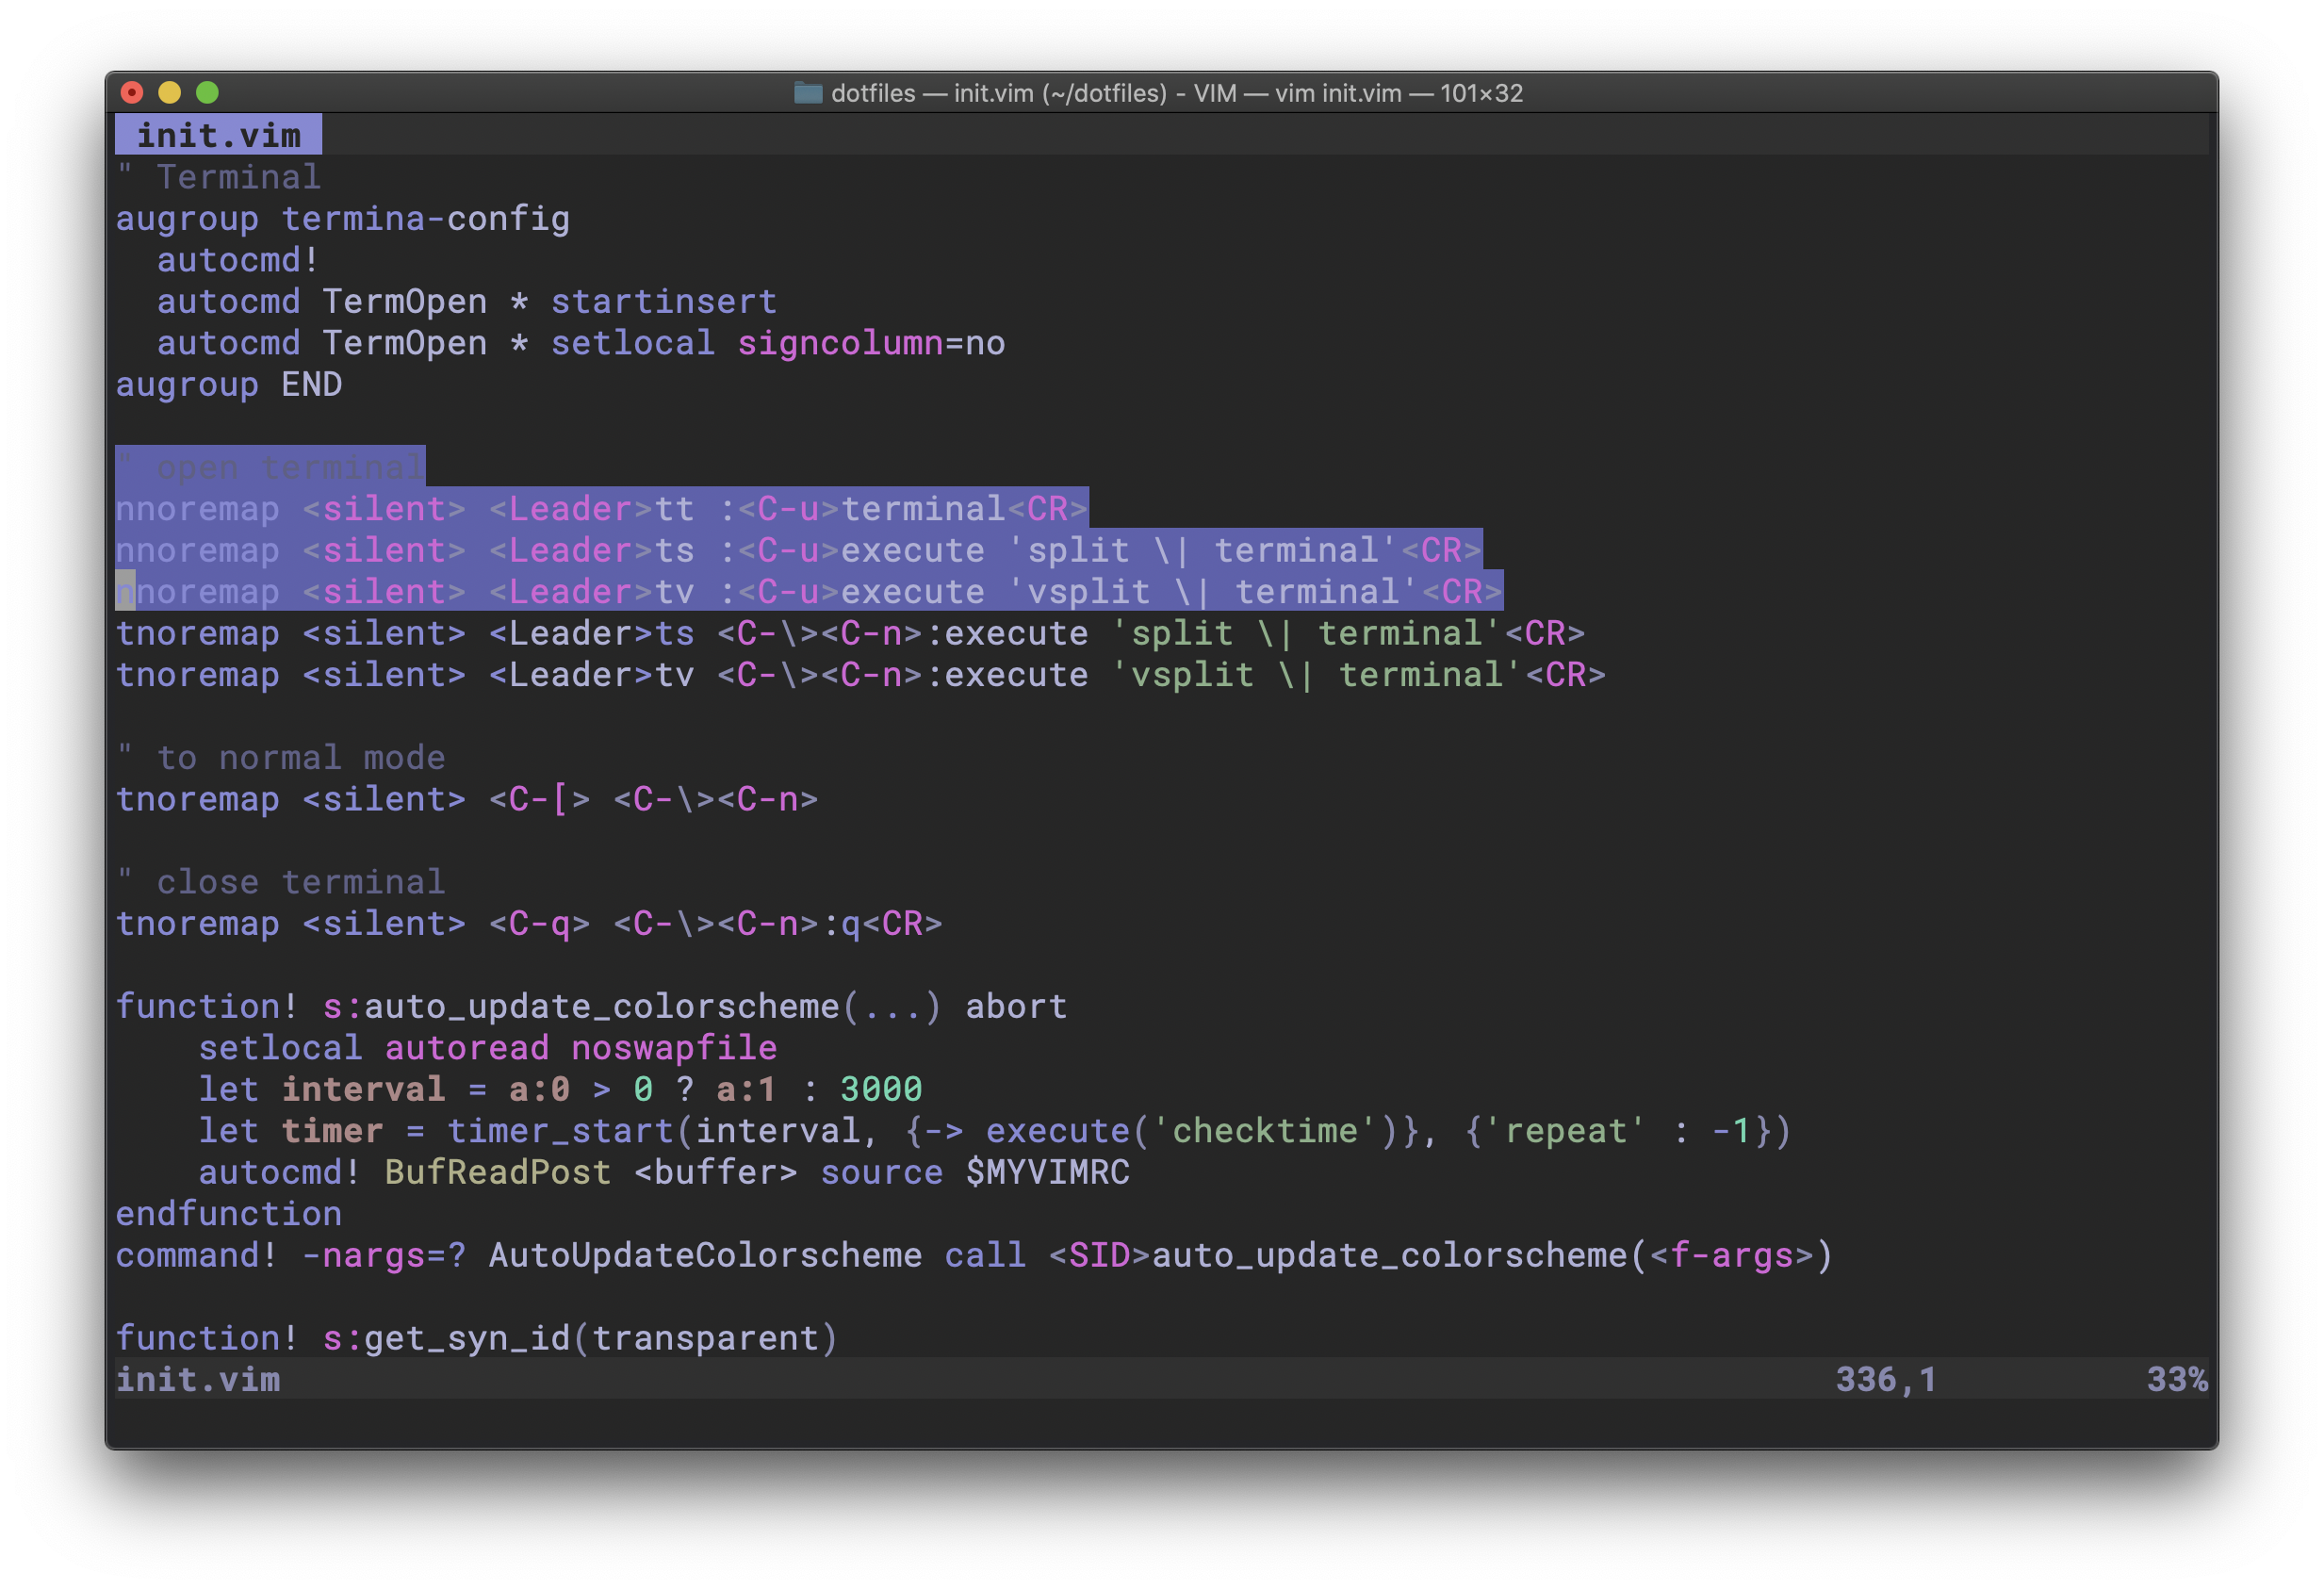 dotfiles — init.vim (~/dotfiles) - VIM — vim init.vim — 101×32
init.vim
" Terminal
augroup termina-config
  autocmd!
  autocmd TermOpen * startinsert
  autocmd TermOpen * setlocal signcolumn=no
augroup END
" open terminal
nnoremap <silent> <Leader>tt :<C-u>terminal<CR>
nnoremap <silent> <Leader>ts :<C-u>execute 'split \| terminal'<CR>
nnoremap <silent> <Leader>tv :<C-u>execute 'vsplit \| terminal'<CR>
tnoremap <silent> <Leader>ts <C-\><C-n>:execute 'split \| terminal'<CR>
tnoremap <silent> <Leader>tv <C-\><C-n>:execute 'vsplit \| terminal'<CR>
" to normal mode
tnoremap <silent> <C-[> <C-\><C-n>
" close terminal
tnoremap <silent> <C-q> <C-\><C-n>:q<CR>
function! s:auto_update_colorscheme(...) abort
    setlocal autoread noswapfile
    let interval = a:0 > 0 ? a:1 : 3000
    let timer = timer_start(interval, {-> execute('checktime')}, {'repeat' : -1})
    autocmd! BufReadPost <buffer> source $MYVIMRC
endfunction
command! -nargs=? AutoUpdateColorscheme call <SID>auto_update_colorscheme(<f-args>)
function! s:get_syn_id(transparent)
init.vim 336,1 33%